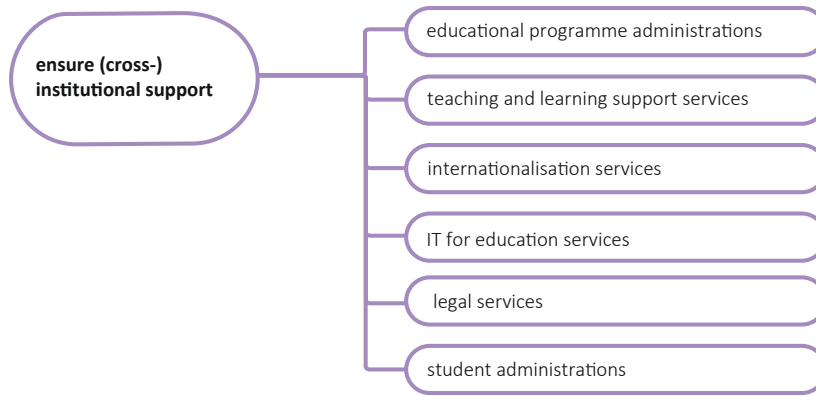 ensure (cross-)
institutional support
educational programme administrations
teaching and learning support services
internationalisation services
IT for education services
legal services
student administrations